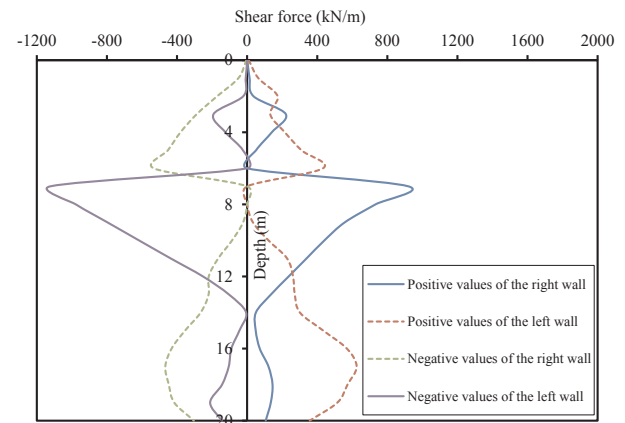 Shear force (kN/m)
-1200 -800 -400 0 400 800 1200 1600 2000
0
4
8
12
16
20
Depth (m)
Positive values of the right wall
Positive values of the left wall
Negative values of the right wall
Negative values of the left wall